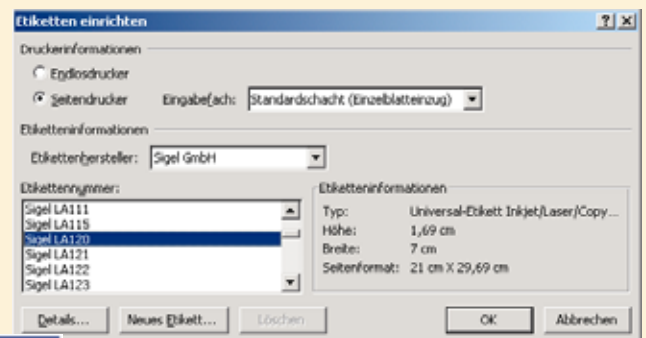 Etiketten einrichten
Druckerinformationen
Endlosdrucker
Seitendrucker Eingabefach: Standardschacht (Einzelblatteinzug)
Etiketteninformationen
Etikettenhersteller: Sigel GmbH
Etikettennummer:
Sigel LA111
Sigel LA115
Sigel LA120
Sigel LA121
Sigel LA122
Sigel LA123
Etiketteninformationen
Typ: Universal-Etikett Inkjet/Laser/Copy...
Höhe: 1,69 cm
Breite: 7 cm
Seitenformat: 21 cm X 29,69 cm
Details... Neues Etikett... Löschen OK Abbrechen